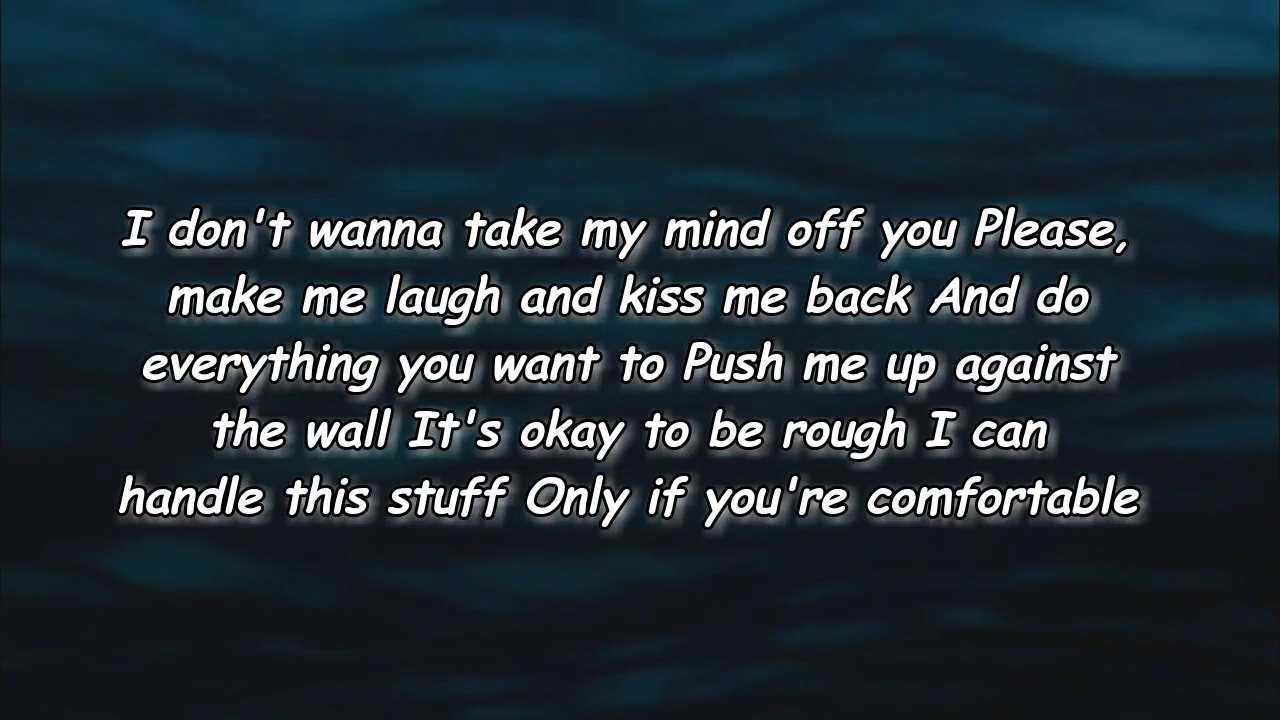 I don't wanna take my mind off you Please,
make me laugh and kiss me back And do
everything you want to Push me up against
the wall It's okay to be rough I can
handle this stuff Only if you're comfortable